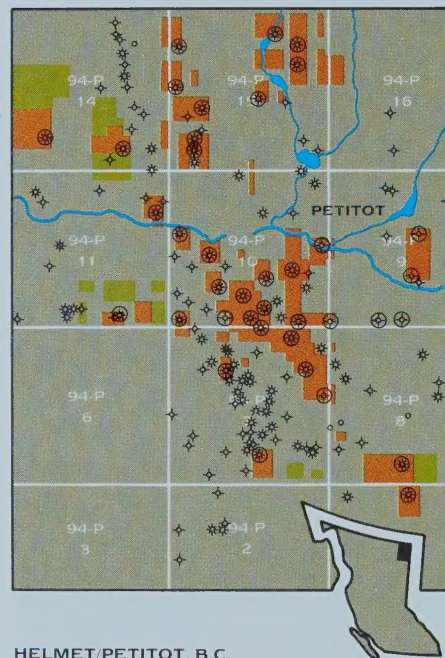 94-P
14
94-P
15
94-P
16
PETITOT
94-P
11
94-P
10
94-P
9
94-P
6
94-P
8
94-P
3
94-P
2
HELMET/PETITOT, B.C.